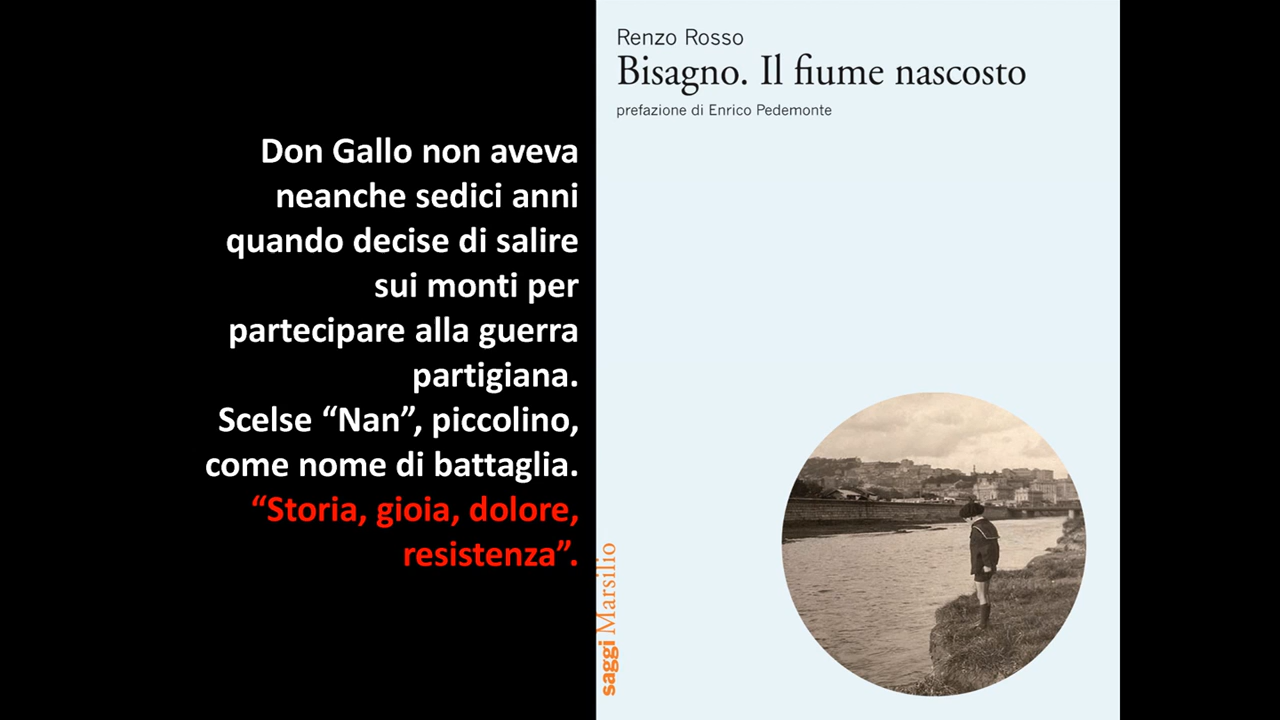 Don Gallo non aveva
neanche sedici anni
quando decise di salire
sui monti per
partecipare alla guerra
partigiana.
Scelse “Nan”, piccolino,
come nome di battaglia.
“Storia, gioia, dolore,
resistenza”.
Renzo Rosso
Bisagno. Il fiume nascosto
prefazione di Enrico Pedemonte
saggi Marsilio